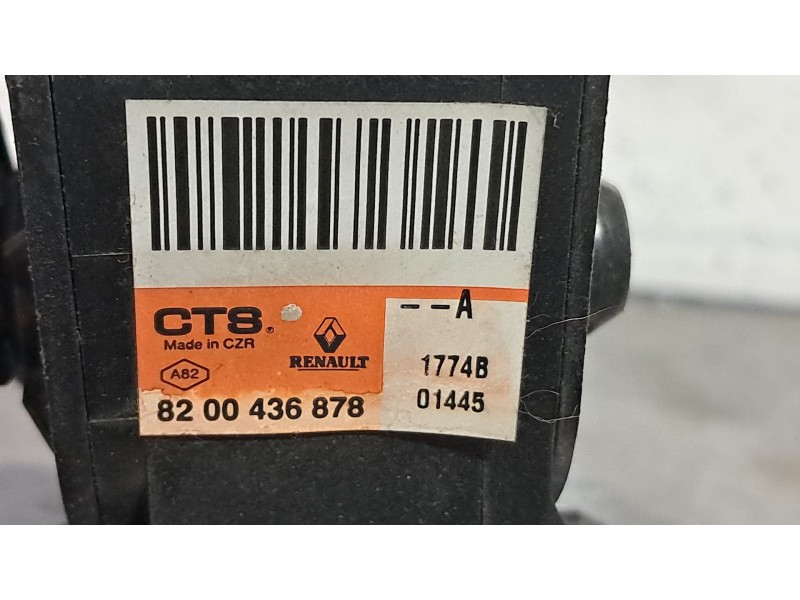 --A
CTS®
Made in CZR
RENAULT
1774B
A82
82 00 436 878
01445